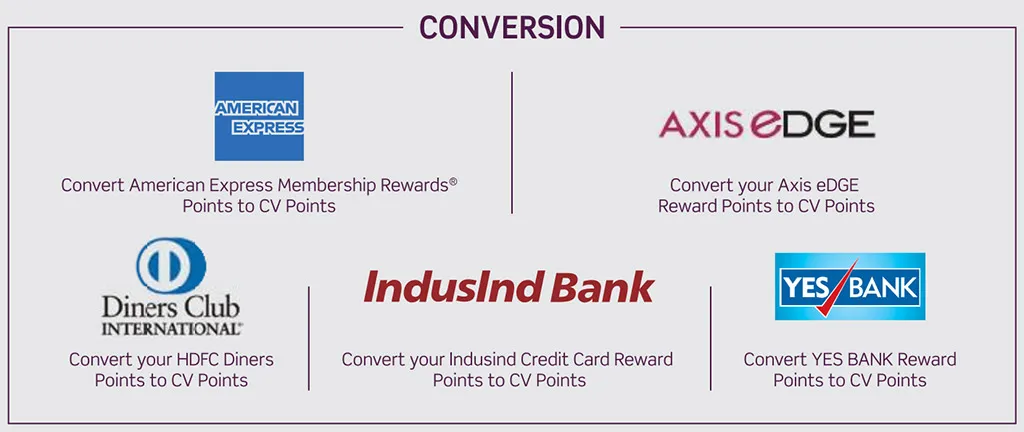 CONVERSION
AMERICAN
EXPRESS
AXIS eDGE
Convert American Express Membership Rewards®
Points to CV Points
Convert your Axis eDGE
Reward Points to CV Points
Diners Club
INTERNATIONAL®
IndusInd Bank
YES BANK
Convert your HDFC Diners
Points to CV Points
Convert your Indusind Credit Card Reward
Points to CV Points
Convert YES BANK Reward
Points to CV Points